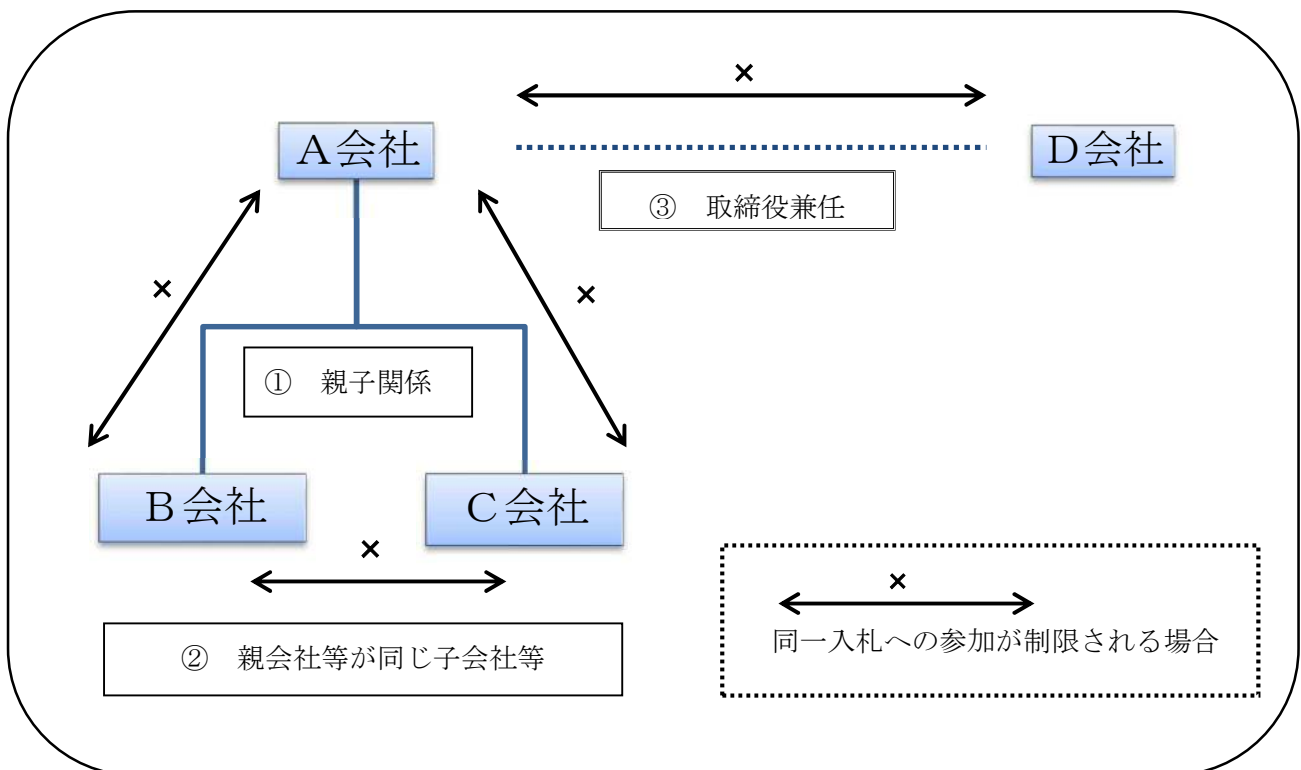 ×
A会社
D会社
③ 取締役兼任
×
×
① 親子関係
B会社
C会社
×
② 親会社等が同じ子会社等
×
同一入札への参加が制限される場合